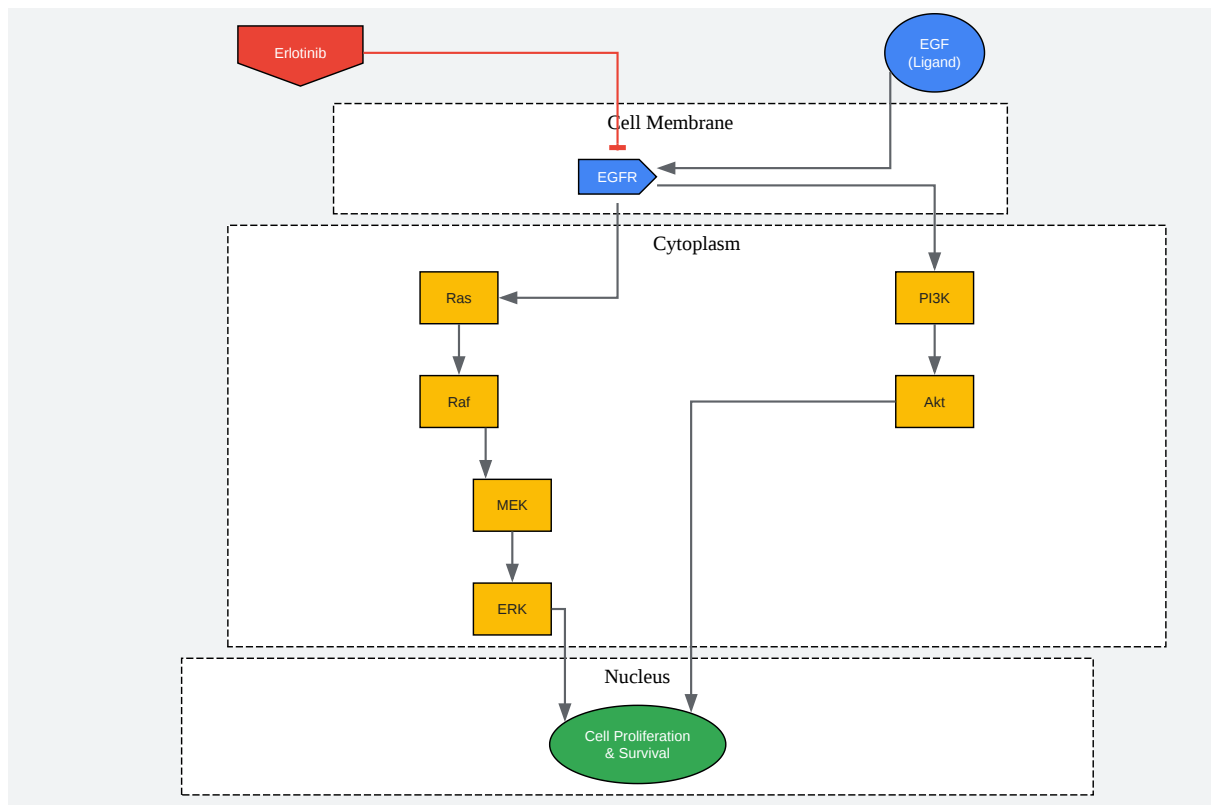 Erlotinib
EGF
(Ligand)
Cell Membrane
EGFR
Cytoplasm
Ras
PI3K
Raf
Akt
MEK
ERK
Nucleus
Cell Proliferation
& Survival